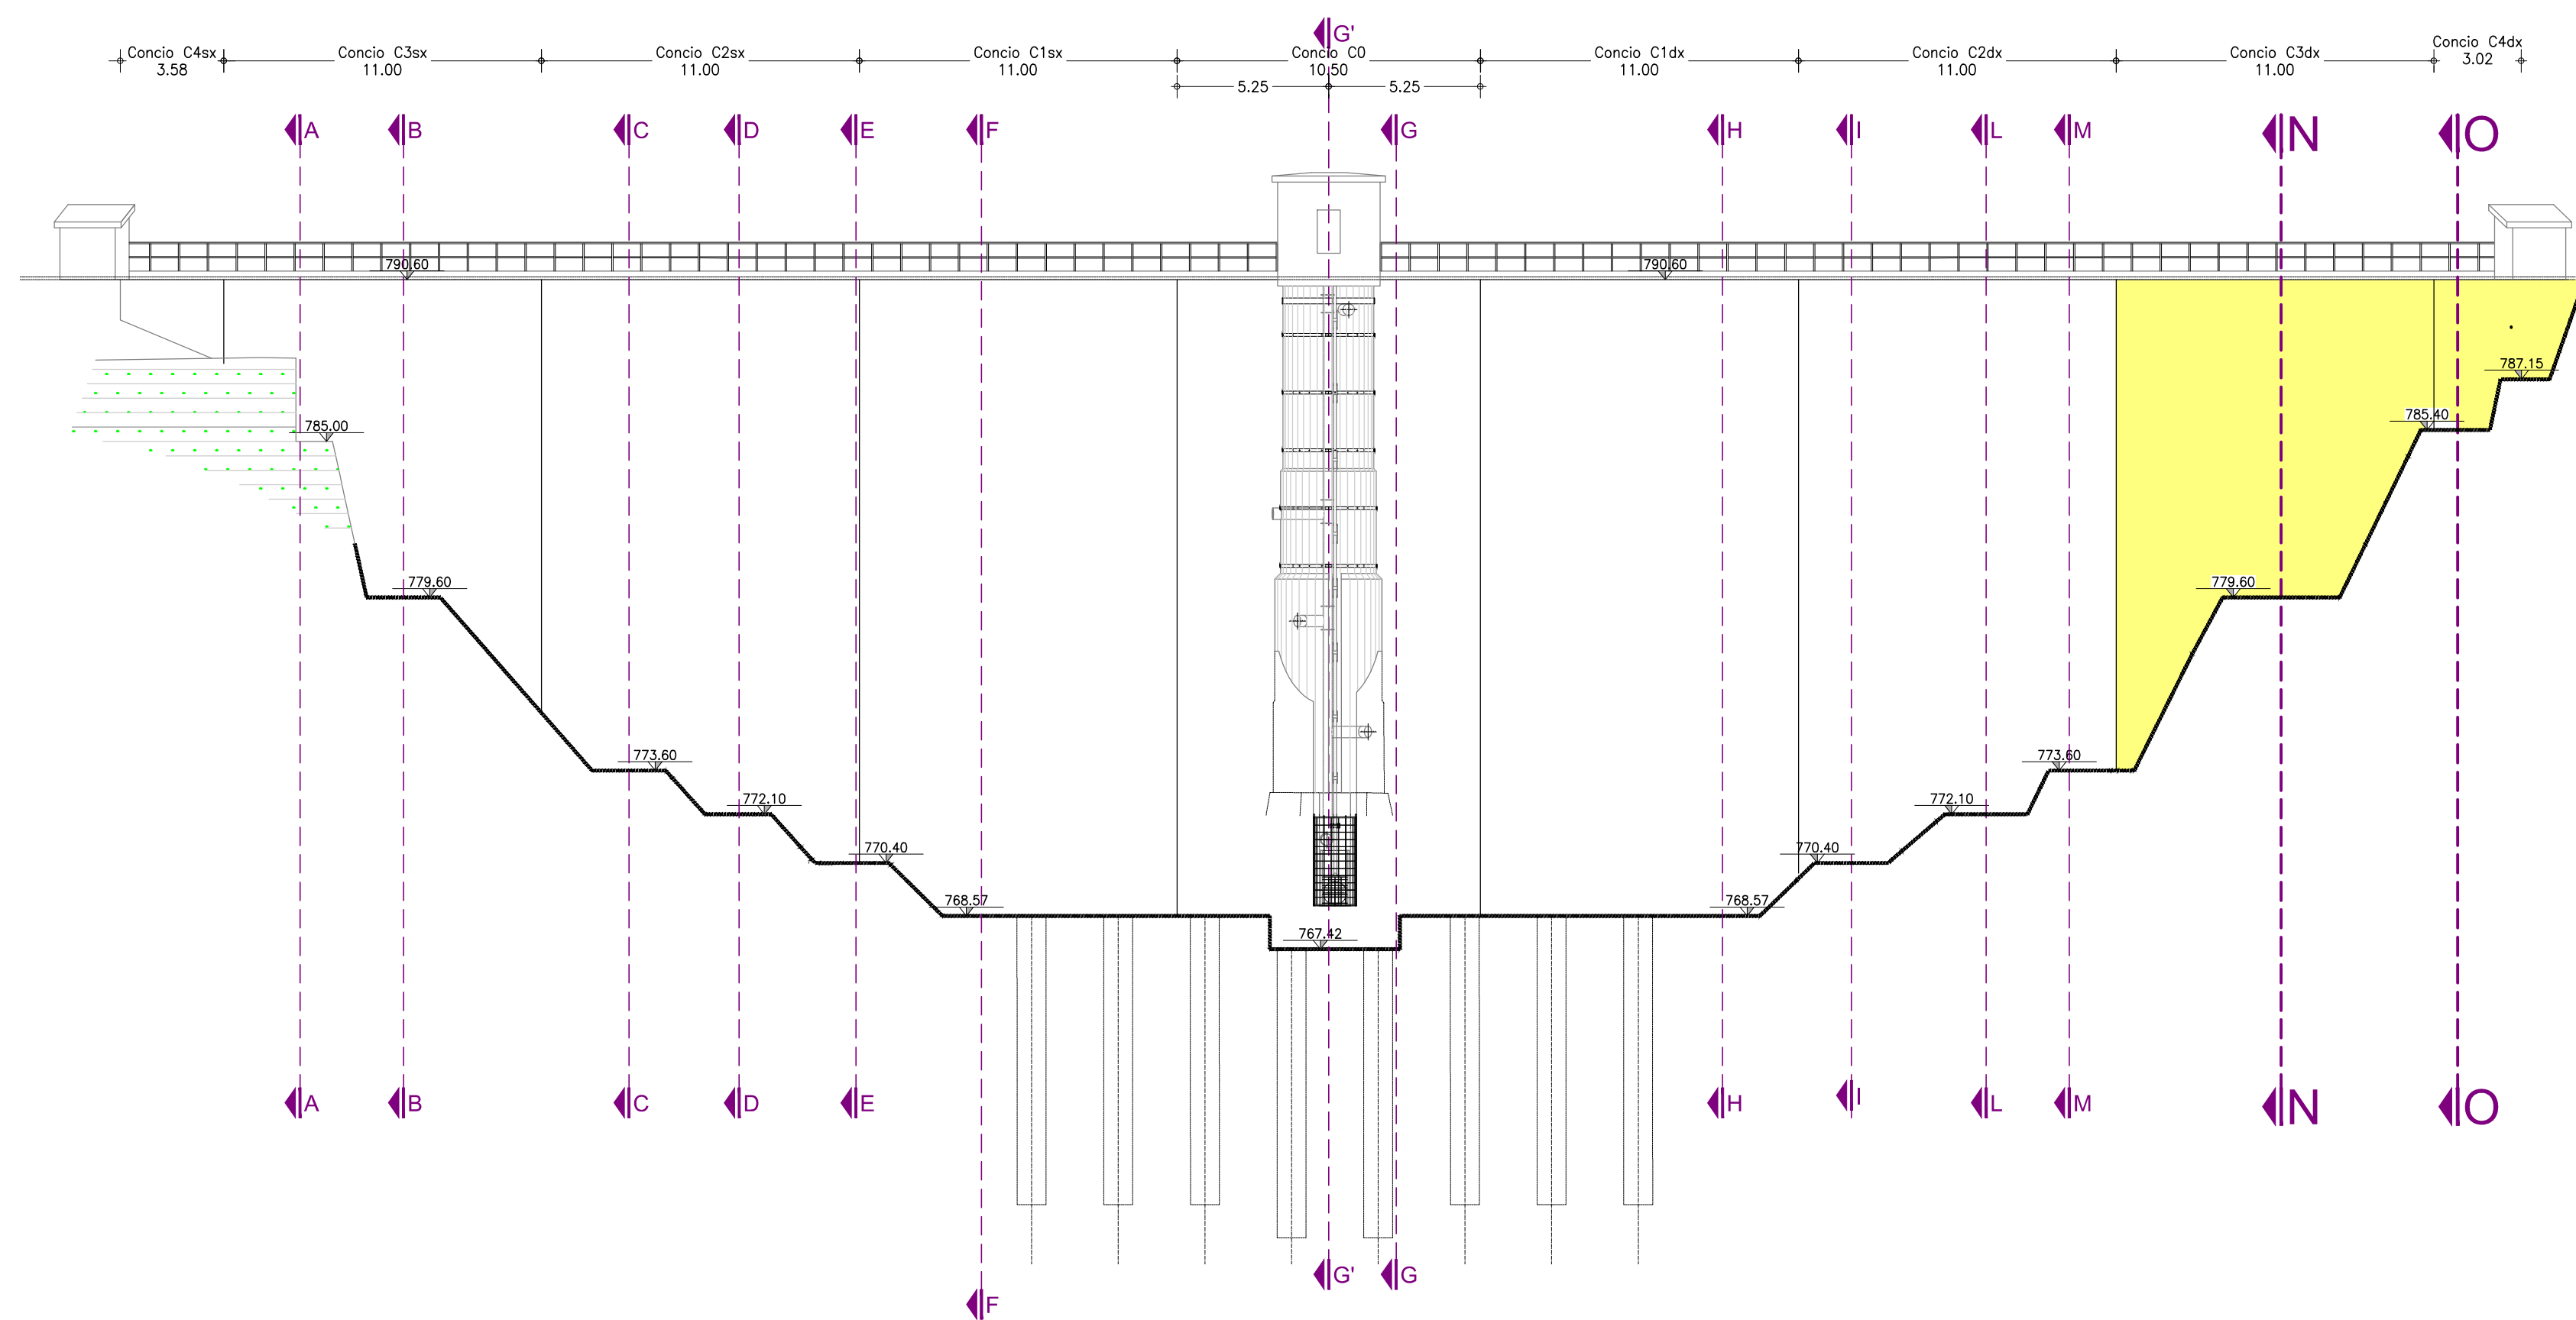 G'
Concio C4sx
3.58
Concio C3sx
11.00
Concio C2sx
11.00
Concio C1sx
11.00
Concio C0
10.50
Concio C1dx
11.00
Concio C2dx
11.00
Concio C3dx
11.00
Concio C4dx
3.02
5.25
5.25
A
B
C
D
E
F
G
H
I
L
M
N
O
790.60
790.60
787.15
785.40
785.00
779.60
779.60
773.60
773.60
772.10
772.10
770.40
770.40
768.57
768.57
767.42
A
B
C
D
E
H
I
L
M
N
O
G'
G
F